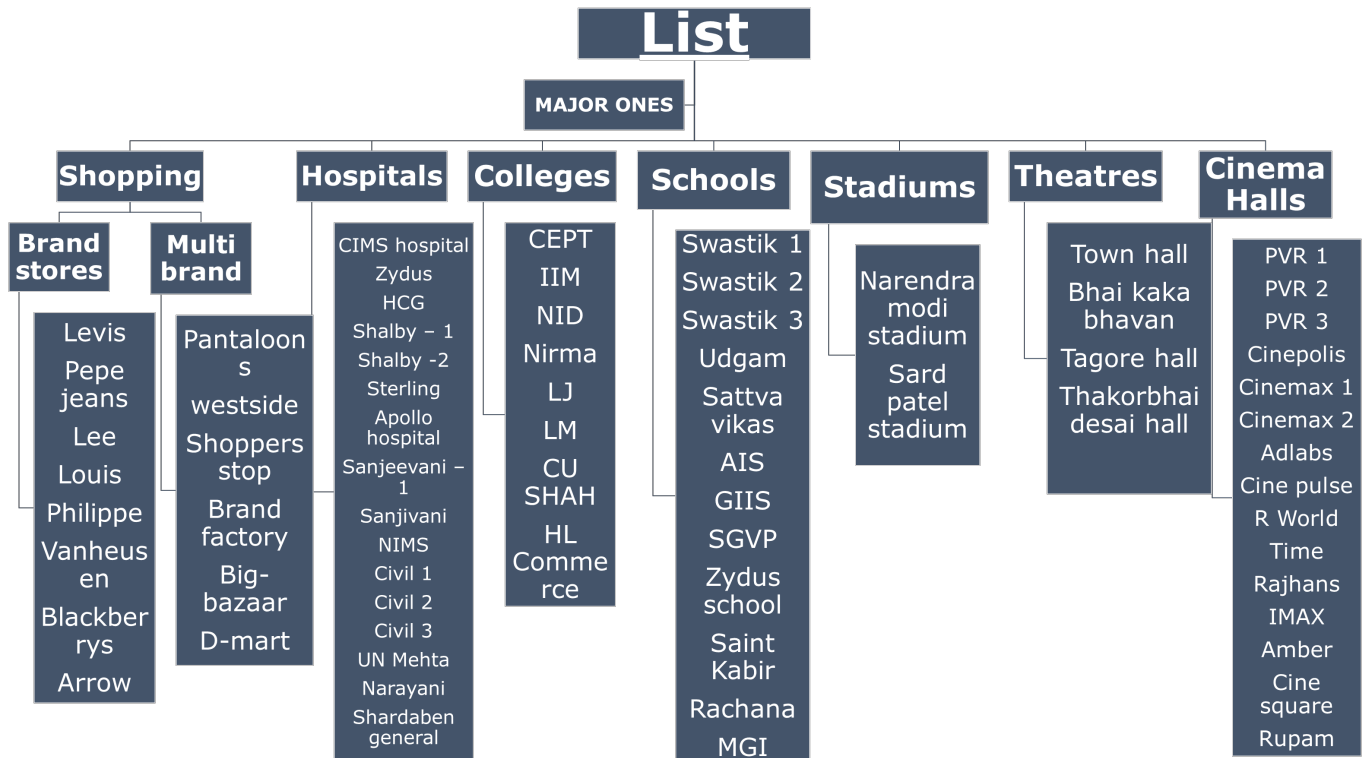 List
MAJOR ONES
Shopping
Brand
stores
Levis
Pepe
jeans
Lee
Louis
Philippe
Vanheus
en
Blackber
rys
Arrow
Multi
brand
Pantaloon
s
westside
Shoppers
stop
Brand
factory
Big-
bazaar
D-mart
Hospitals
CIMS hospital
Zydus
HCG
Shalby – 1
Shalby -2
Sterling
Apollo
hospital
Sanjeevani –
1
Sanjivani
NIMS
Civil 1
Civil 2
Civil 3
UN Mehta
Narayani
Shardaben
general
Colleges
CEPT
IIM
NID
Nirma
LJ
LM
CU
SHAH
HL
Comme
rce
Schools
Swastik 1
Swastik 2
Swastik 3
Udgam
Sattva
vikas
AIS
GIIS
SGVP
Zydus
school
Saint
Kabir
Rachana
MGI
Stadiums
Narendra
modi
stadium
Sard
patel
stadium
Theatres
Town hall
Bhai kaka
bhavan
Tagore hall
Thakorbhai
desai hall
Cinema
Halls
PVR 1
PVR 2
PVR 3
Cinepolis
Cinemax 1
Cinemax 2
Adlabs
Cine pulse
R World
Time
Rajhans
IMAX
Amber
Cine
square
Rupam